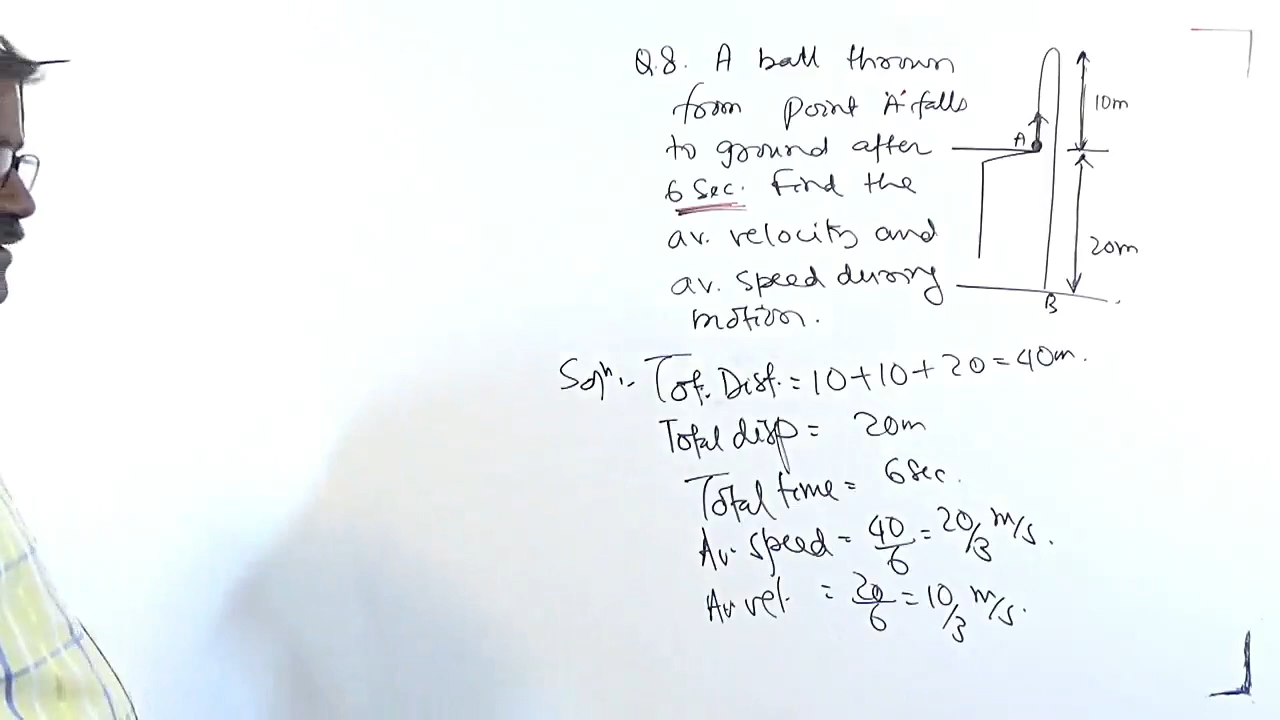 Q.8. A ball thrown
from point 'A' falls
to ground after
6 Sec. Find the
av. velocity and
av. speed during
motion.
A
10m
20m
B
Solⁿ:- Tot. Dist. = 10+10+20=40m.
Total disp = 20m
Total time = 6 Sec.
Av. speed = 40/6 = 20/3 m/s.
Av vel. = 20/6 = 10/3 m/s.